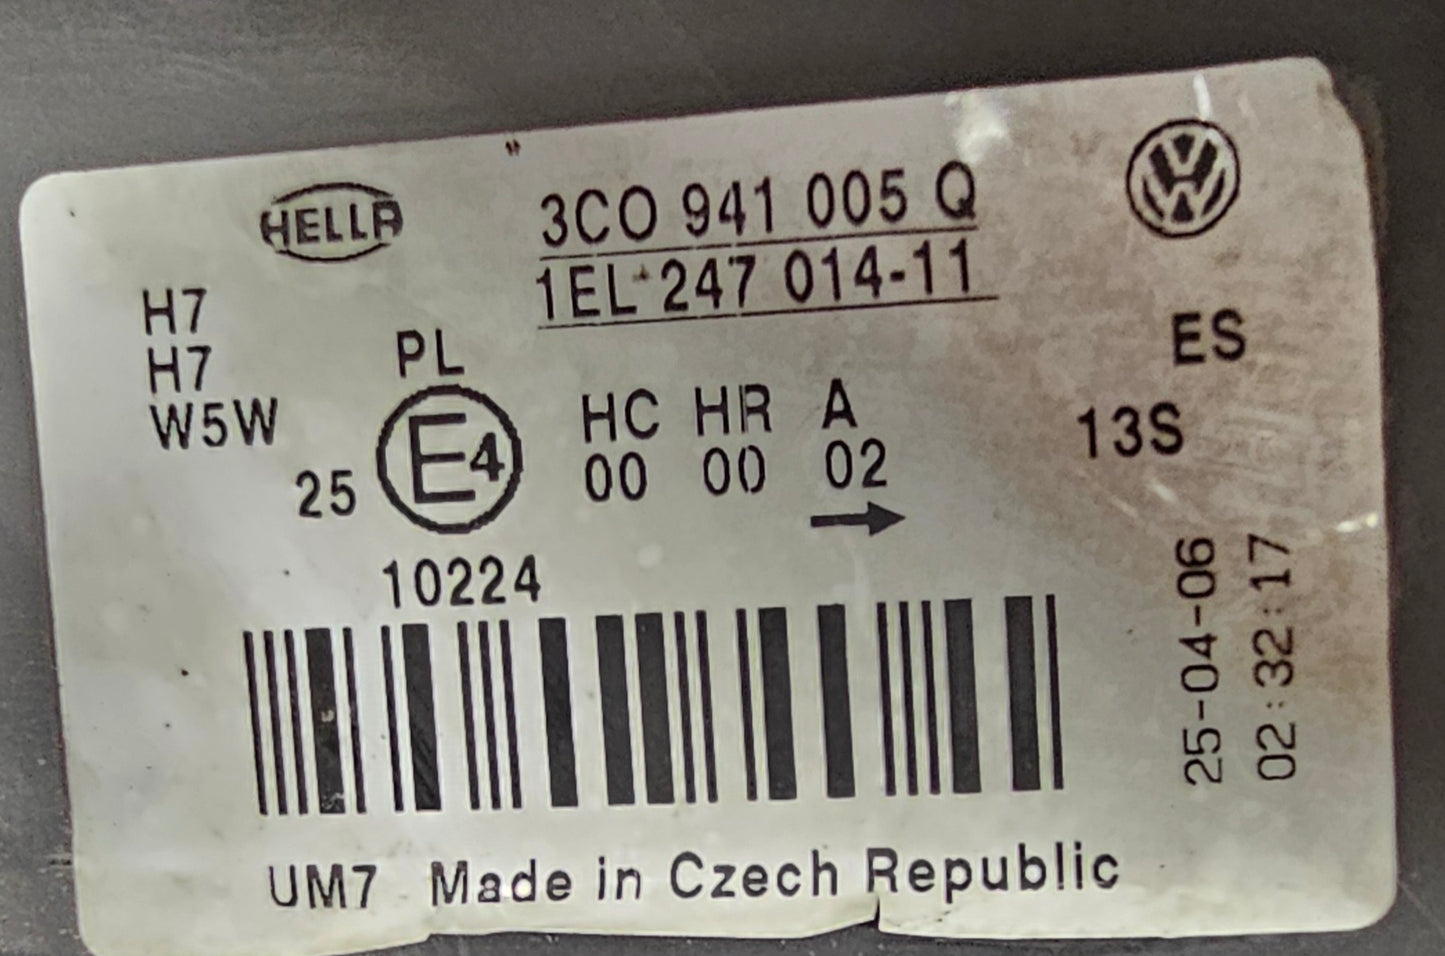 HELLA
3C0 941 005 Q
1EL 247 014-11
H7
H7
W5W
PL
ES
HC HR A
13S
25 E4 00 00 02
10224
25-04-06
02:32:17
UM7 Made in Czech Republic